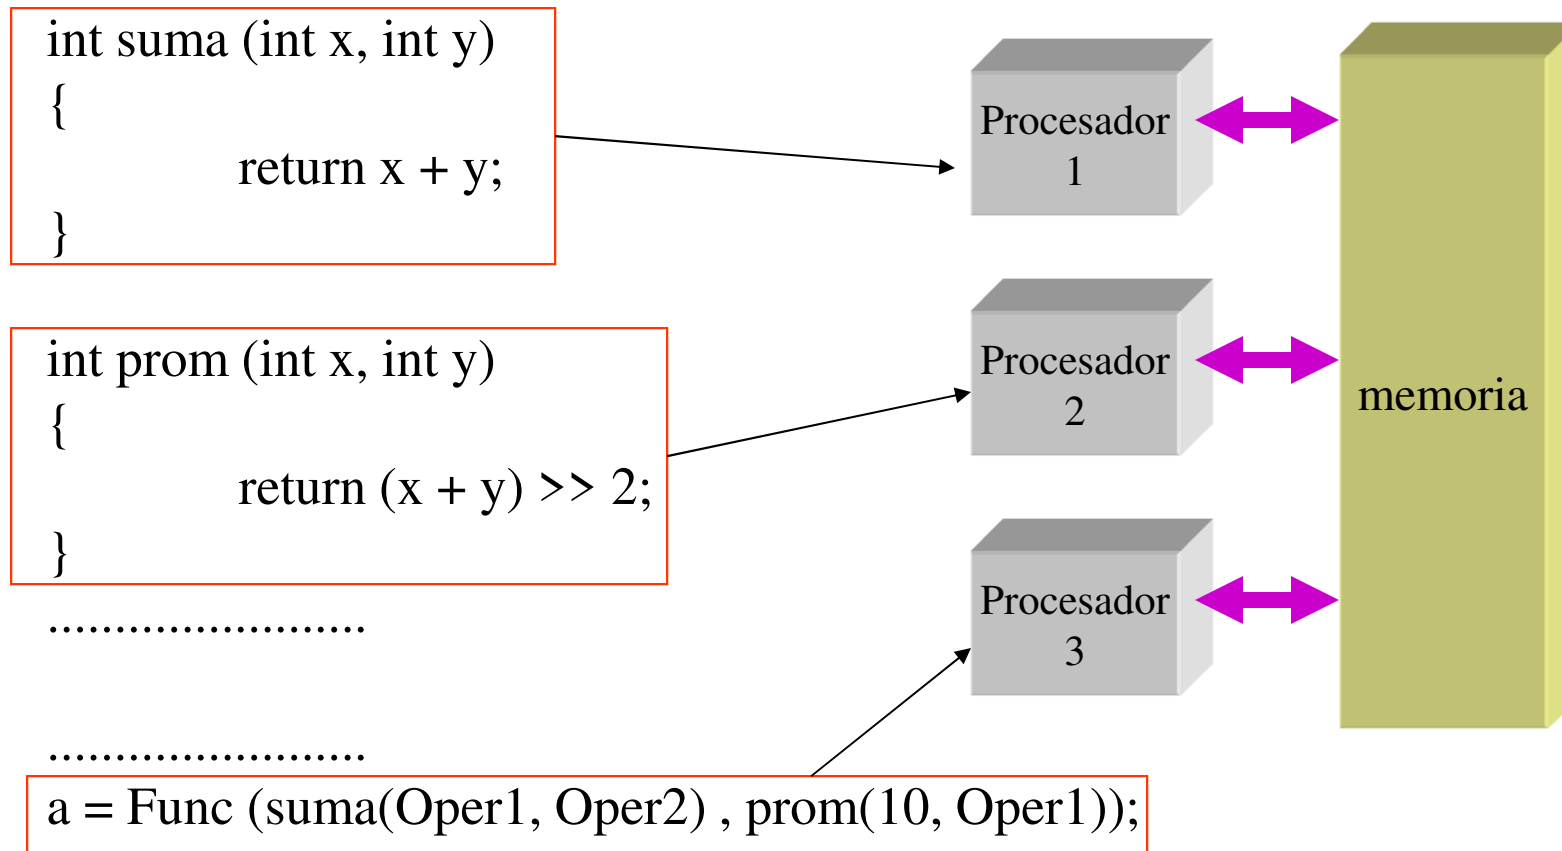 int suma (int x, int y)
{
return x + y;
}
int prom (int x, int y)
{
return (x + y) >> 2;
}
........................
........................
a = Func (suma(Oper1, Oper2) , prom(10, Oper1));
Procesador
1
Procesador
2
Procesador
3
memoria